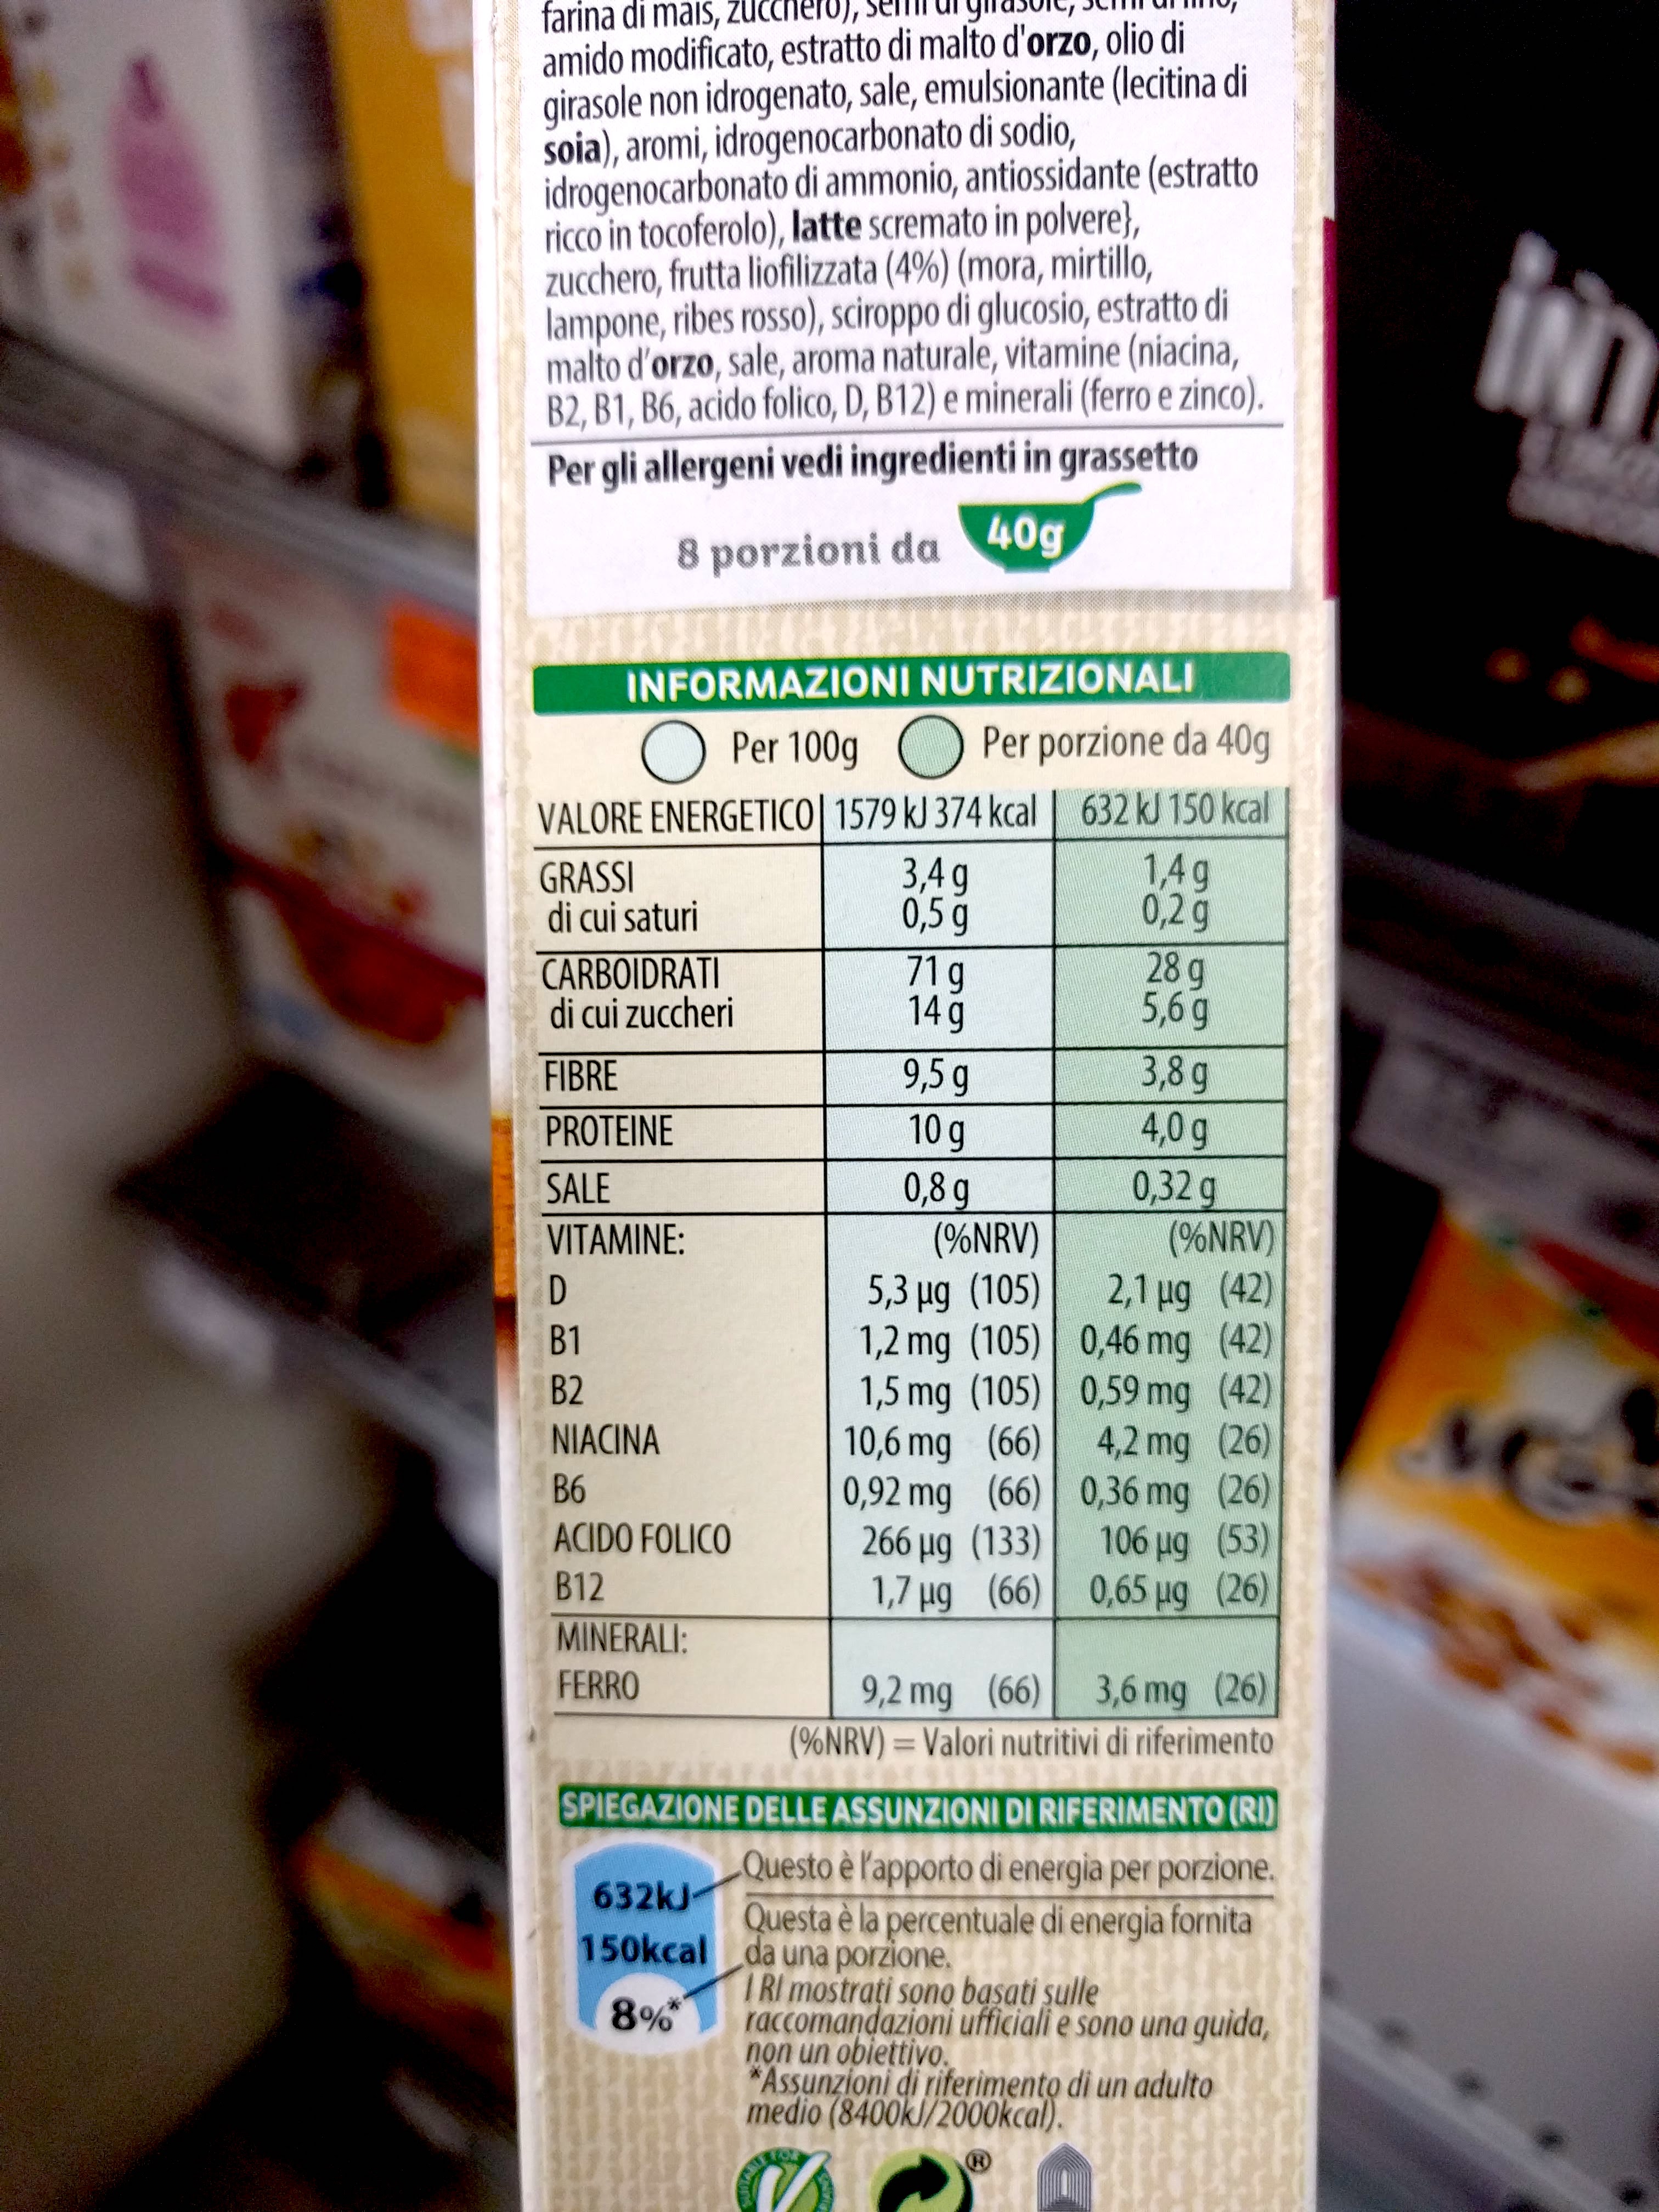 farina di mais, zucchero), semi di girasole, semi di lino,
amido modificato, estratto di malto d'orzo, olio di
girasole non idrogenato, sale, emulsionante (lecitina di
soia), aromi, idrogenocarbonato di sodio,
idrogenocarbonato di ammonio, antiossidante (estratto
ricco in tocoferolo), latte scremato in polvere},
zucchero, frutta liofilizzata (4%) (mora, mirtillo,
lampone, ribes rosso), sciroppo di glucosio, estratto di
malto d'orzo, sale, aroma naturale, vitamine (niacina,
B2, B1, B6, acido folico, D, B12) e minerali (ferro e zinco).
Per gli allergeni vedi ingredienti in grassetto
8 porzioni da 40g
INFORMAZIONI NUTRIZIONALI
Per 100g Per porzione da 40g
VALORE ENERGETICO 1579 kJ 374 kcal 632 kJ 150 kcal
GRASSI 3,4 g 1,4 g
di cui saturi 0,5 g 0,2 g
CARBOIDRATI 71 g 28 g
di cui zuccheri 14 g 5,6 g
FIBRE 9,5 g 3,8 g
PROTEINE 10 g 4,0 g
SALE 0,8 g 0,32 g
VITAMINE: (%NRV) (%NRV)
D 5,3 µg (105) 2,1 µg (42)
B1 1,2 mg (105) 0,46 mg (42)
B2 1,5 mg (105) 0,59 mg (42)
NIACINA 10,6 mg (66) 4,2 mg (26)
B6 0,92 mg (66) 0,36 mg (26)
ACIDO FOLICO 266 µg (133) 106 µg (53)
B12 1,7 µg (66) 0,65 µg (26)
MINERALI:
FERRO 9,2 mg (66) 3,6 mg (26)
(%NRV) = Valori nutritivi di riferimento
SPIEGAZIONE DELLE ASSUNZIONI DI RIFERIMENTO (RI)
632kJ
150kcal
8%*
Questo è l'apporto di energia per porzione.
Questa è la percentuale di energia fornita
da una porzione.
I RI mostrati sono basati sulle
raccomandazioni ufficiali e sono una guida,
non un obiettivo.
*Assunzioni di riferimento di un adulto
medio (8400kJ/2000kcal).
SUITABLE FOR
®